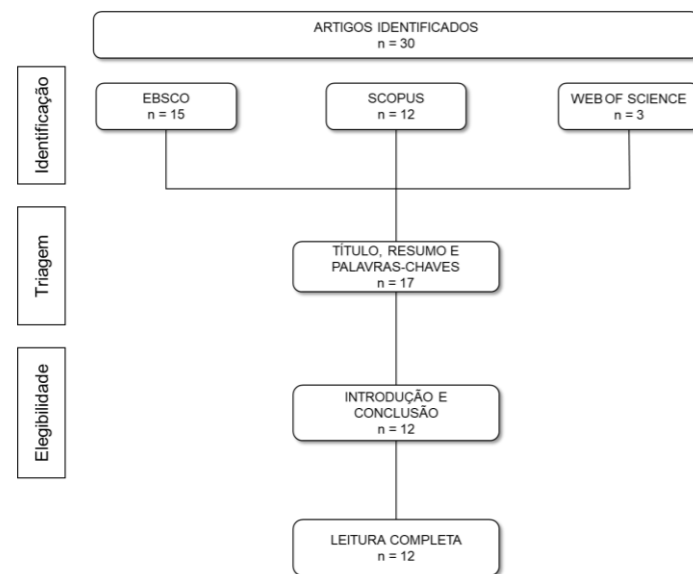 ARTIGOS IDENTIFICADOS
n = 30
Identificação
EBSCO
n = 15
SCOPUS
n = 12
WEB OF SCIENCE
n = 3
Triagem
TÍTULO, RESUMO E
PALAVRAS-CHAVES
n = 17
Elegibilidade
INTRODUÇÃO E
CONCLUSÃO
n = 12
LEITURA COMPLETA
n = 12